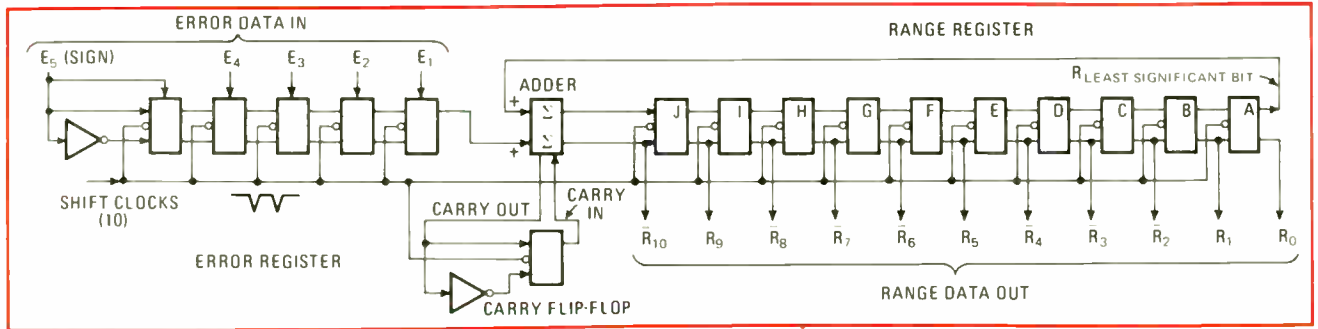 ERROR DATA IN
RANGE REGISTER
E₅ (SIGN) E₄ E₃ E₂ E₁
ADDER
R LEAST SIGNIFICANT BIT
+ Σ J I H G F E D C B A
+ Σ
SHIFT CLOCKS
(10)
CARRY OUT
CARRY
IN
R̄₁₀ R₉ R̄₈ R̄₇ R̄₆ R₅ R̄₄ R̄₃ R̄₂ R₁ R₀
ERROR REGISTER
CARRY FLIP-FLOP
RANGE DATA OUT